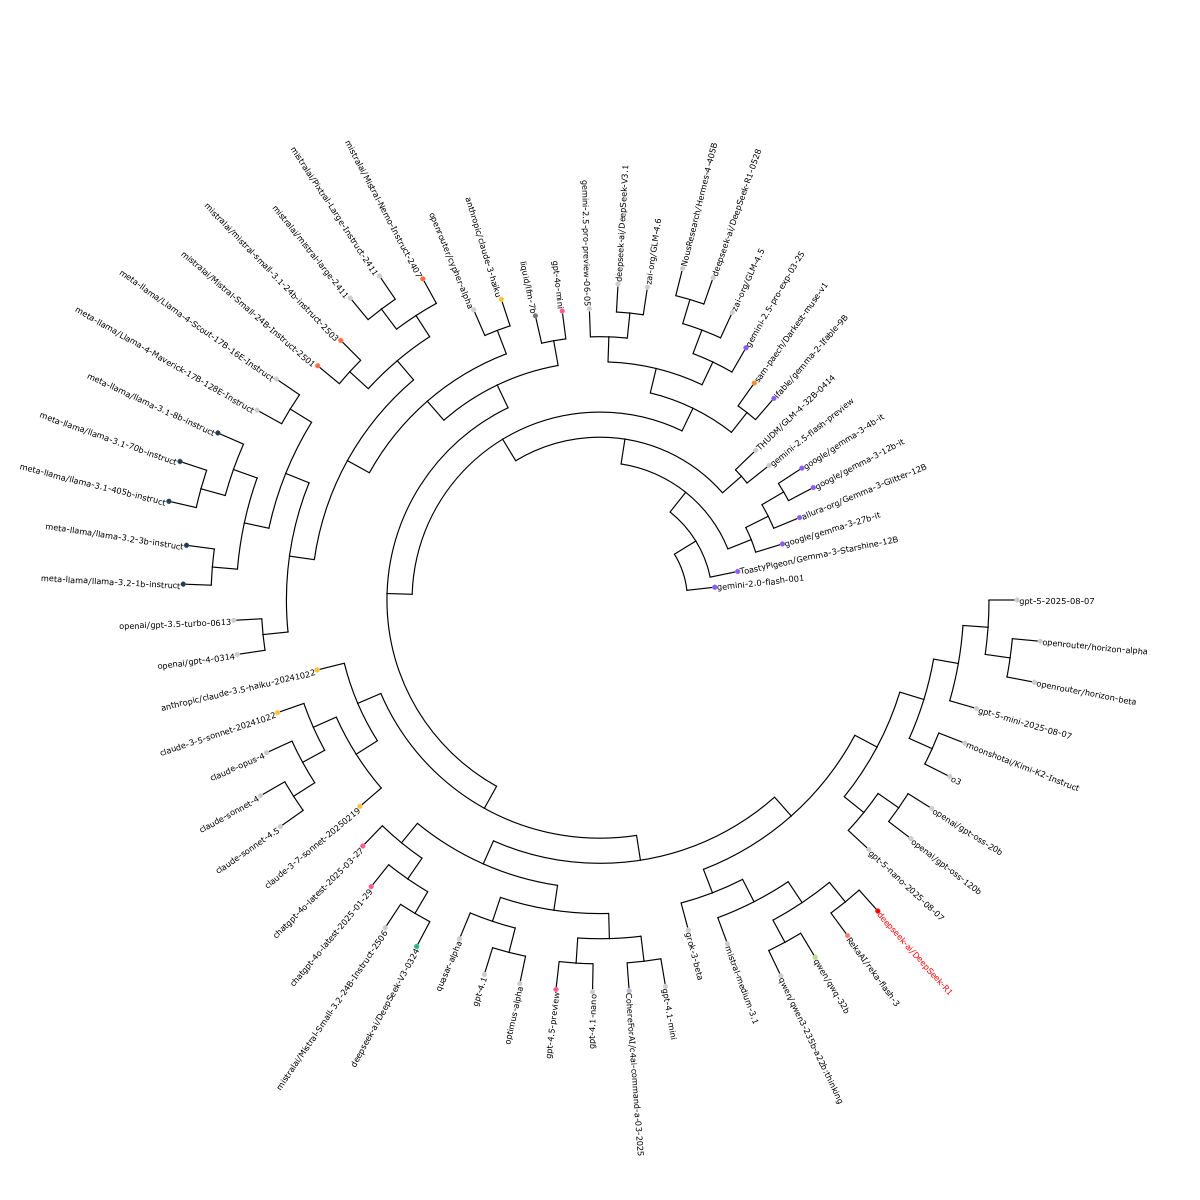 gpt-5-2025-08-07
openrouter/horizon-alpha
openrouter/horizon-beta
gpt-5-mini-2025-08-07
moonshotai/Kimi-K2-Instruct
o3
openai/gpt-oss-20b
openai/gpt-oss-120b
gpt-5-nano-2025-08-07
deepseek-ai/DeepSeek-R1
RekaAI/reka-flash-3
qwen/qwq-32b
qwen/qwen3-235b-a22b:thinking
mistral-medium-3.1
grok-3-beta
gpt-4.1-mini
CohereForAI/c4ai-command-a-03-2025
gpt-4.1-nano
gpt-4.5-preview
optimus-alpha
gpt-4.1
quasar-alpha
deepseek-ai/DeepSeek-V3-0324
mistralai/Mistral-Small-3.2-24B-Instruct-2506
chatgpt-4o-latest-2025-01-29
chatgpt-4o-latest-2025-03-27
claude-3-7-sonnet-20250219
claude-sonnet-4.5
claude-sonnet-4
claude-opus-4
claude-3-5-sonnet-20241022
anthropic/claude-3.5-haiku-20241022
openai/gpt-4-0314
openai/gpt-3.5-turbo-0613
meta-llama/llama-3.2-1b-instruct
meta-llama/llama-3.2-3b-instruct
meta-llama/llama-3.1-405b-instruct
meta-llama/llama-3.1-70b-instruct
meta-llama/llama-3.1-8b-instruct
meta-llama/Llama-4-Maverick-17B-128E-Instruct
meta-llama/Llama-4-Scout-17B-16E-Instruct
mistralai/Mistral-Small-24B-Instruct-2501
mistralai/mistral-small-3.1-24b-instruct-2503
mistralai/mistral-large-2411
mistralai/Pixtral-Large-Instruct-2411
mistralai/Mistral-Nemo-Instruct-2407
openrouter/cypher-alpha
anthropic/claude-3-haiku
liquid/lfm-7b
gpt-4o-mini
gemini-2.5-pro-preview-06-05
deepseek-ai/DeepSeek-V3.1
zai-org/GLM-4.6
NousResearch/Hermes-4-405B
deepseek-ai/DeepSeek-R1-0528
zai-org/GLM-4.5
gemini-2.5-pro-exp-03-25
sam-paech/Darkest-muse-v1
ifable/gemma-2-Ifable-9B
THUDM/GLM-4-32B-0414
gemini-2.5-flash-preview
google/gemma-3-4b-it
google/gemma-3-12b-it
allura-org/Gemma-3-Glitter-12B
google/gemma-3-27b-it
ToastyPigeon/Gemma-3-Starshine-12B
gemini-2.0-flash-001